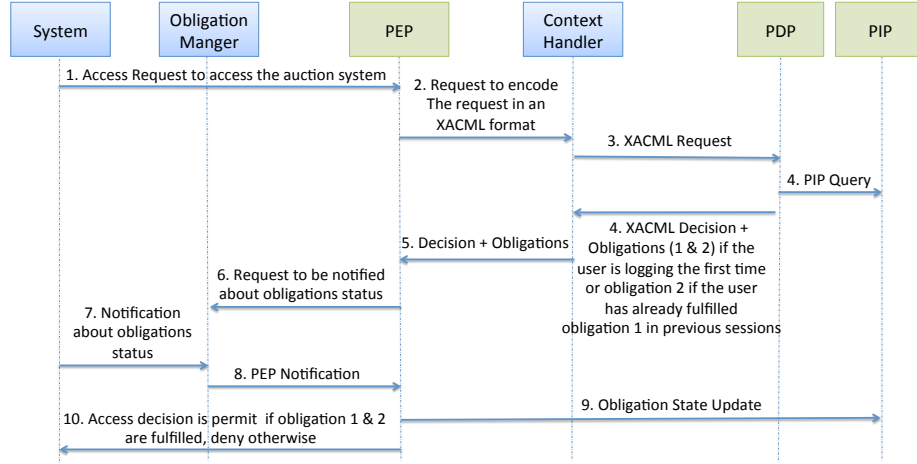 System
Obligation
Manger
PEP
Context
Handler
PDP
PIP
1. Access Request to access the auction system
2. Request to encode
The request in an
XACML format
3. XACML Request
4. PIP Query
4. XACML Decision +
Obligations (1 & 2) if the
user is logging the first time
or obligation 2 if the user
has already fulfilled
obligation 1 in previous sessions
5. Decision + Obligations
6. Request to be notified
about obligations status
7. Notification
about obligations
status
8. PEP Notification
9. Obligation State Update
10. Access decision is permit if obligation 1 & 2
are fulfilled, deny otherwise